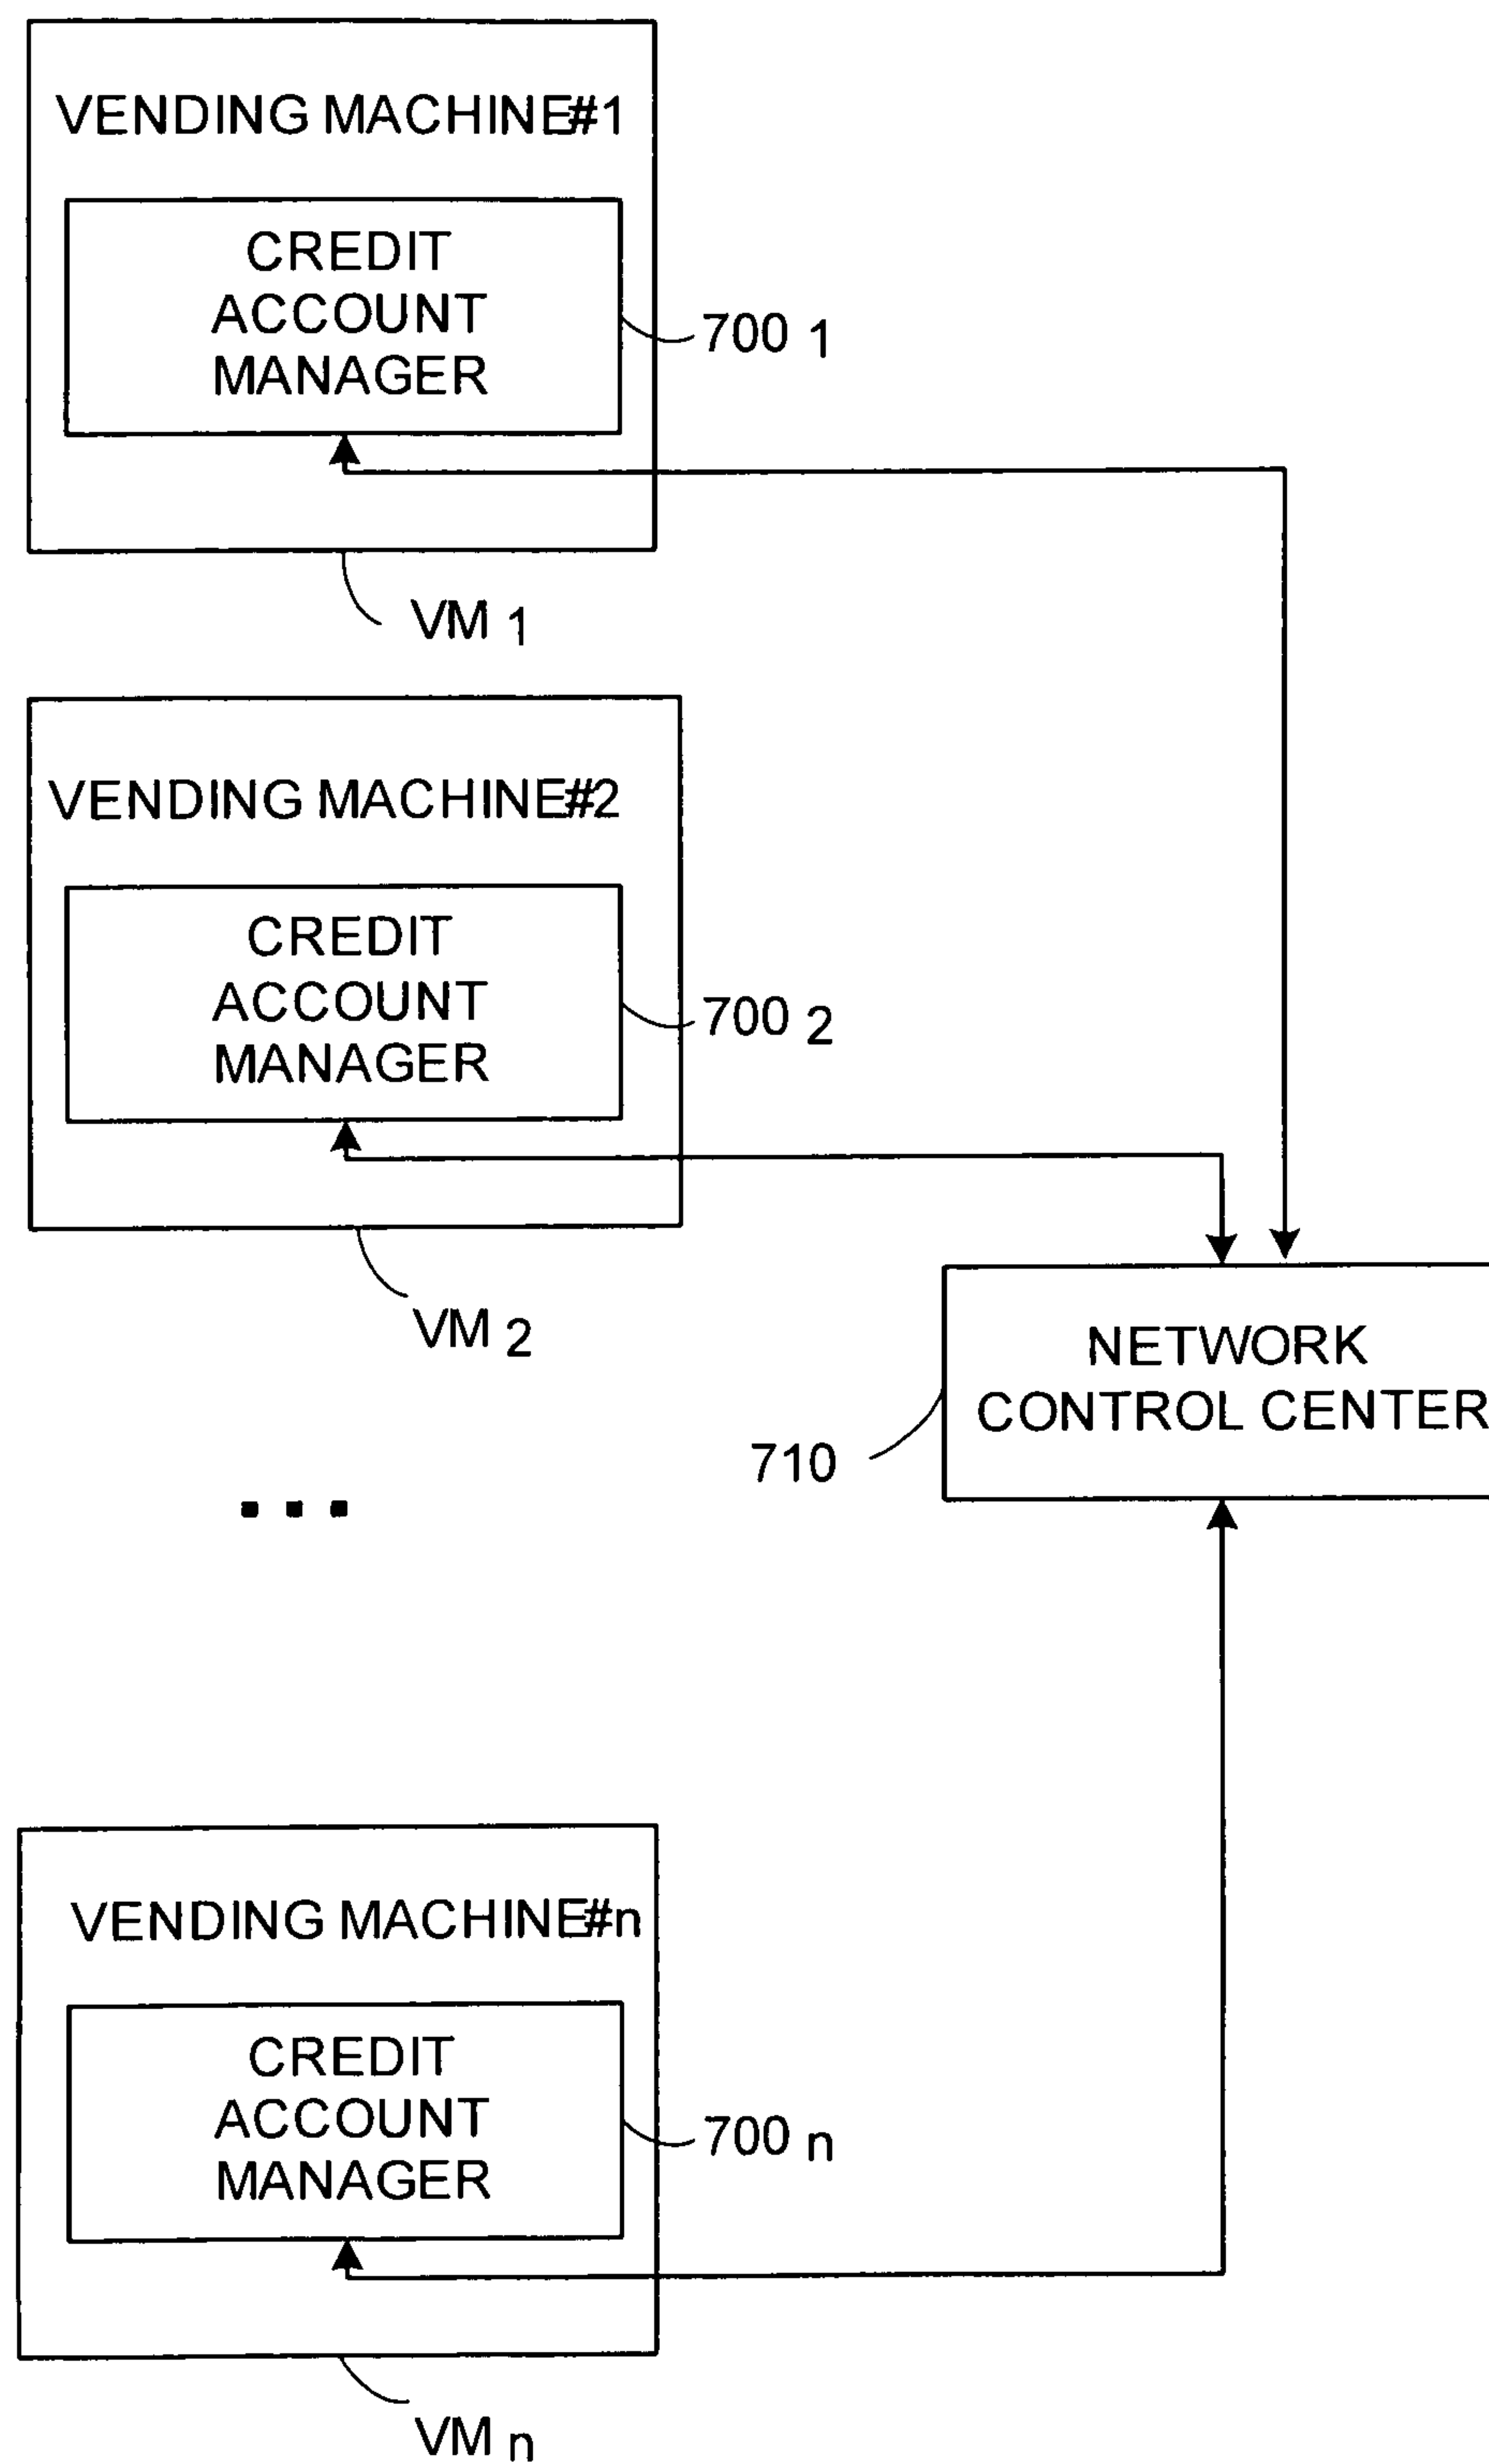 VENDING MACHINE#1
CREDIT
ACCOUNT
MANAGER
700 1
VM 1
VENDING MACHINE#2
CREDIT
ACCOUNT
MANAGER
700 2
VM 2
NETWORK
CONTROL CENTER
710
...
VENDING MACHINE#n
CREDIT
ACCOUNT
MANAGER
700 n
VM n